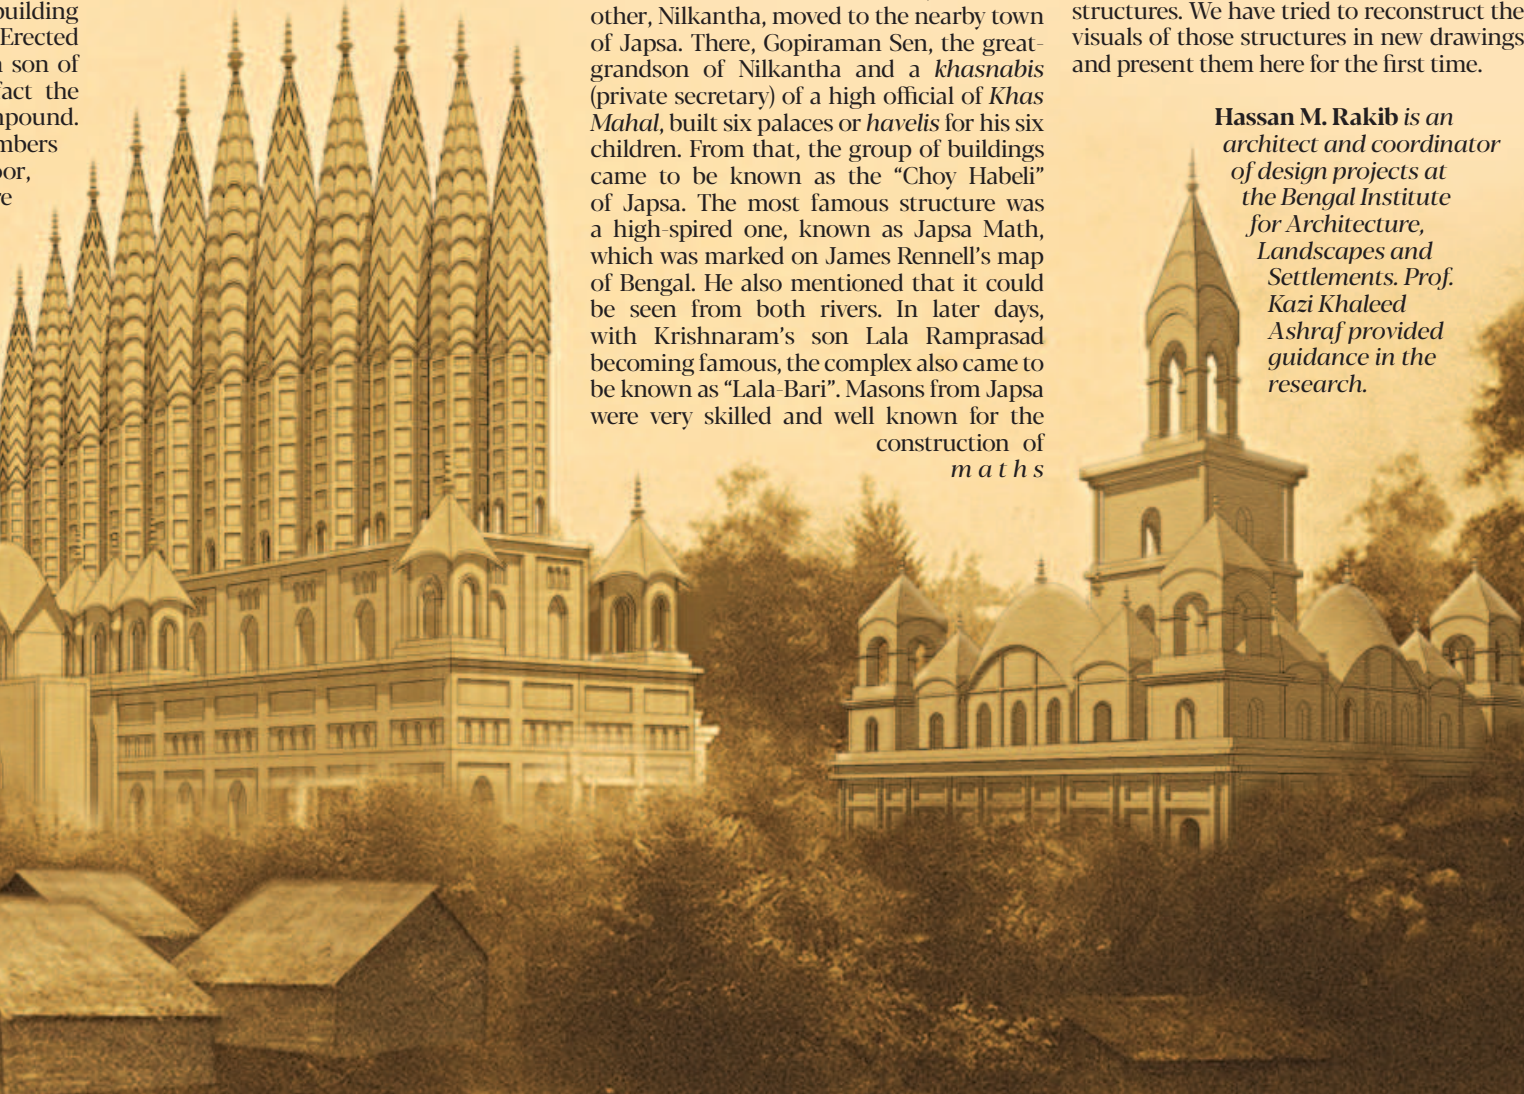 building
Erected
son of
fact the
mpound.
mbers
oor,
re
other, Nilkantha, moved to the nearby town
of Japsa. There, Gopiraman Sen, the great-
grandson of Nilkantha and a khasnabis
(private secretary) of a high official of Khas
Mahal, built six palaces or havelis for his six
children. From that, the group of buildings
came to be known as the “Choy Habeli”
of Japsa. The most famous structure was
a high-spired one, known as Japsa Math,
which was marked on James Rennell’s map
of Bengal. He also mentioned that it could
be seen from both rivers. In later days,
with Krishnaram’s son Lala Ramprasad
becoming famous, the complex also came to
be known as “Lala-Bari”. Masons from Japsa
were very skilled and well known for the
construction of
maths
structures. We have tried to reconstruct the
visuals of those structures in new drawings
and present them here for the first time.
Hassan M. Rakib is an
architect and coordinator
of design projects at
the Bengal Institute
for Architecture,
Landscapes and
Settlements. Prof.
Kazi Khaleed
Ashraf provided
guidance in the
research.